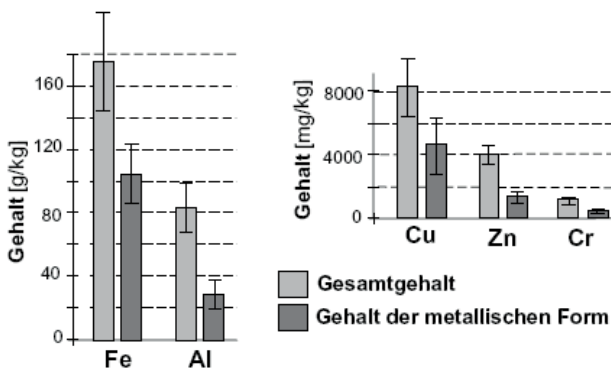 Gehalt [g/kg]
160
120
80
40
0
Fe
Al
Gehalt [mg/kg]
8000
4000
0
Cu
Zn
Cr
Gesamtgehalt
Gehalt der metallischen Form